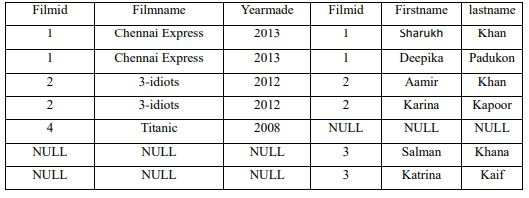 Filmid Filmname Yearmade Filmid Firstname lastname
1 Chennai Express 2013 1 Sharukh Khan
1 Chennai Express 2013 1 Deepika Padukon
2 3-idiots 2012 2 Aamir Khan
2 3-idiots 2012 2 Karina Kapoor
4 Titanic 2008 NULL NULL NULL
NULL NULL NULL 3 Salman Khana
NULL NULL NULL 3 Katrina Kaif